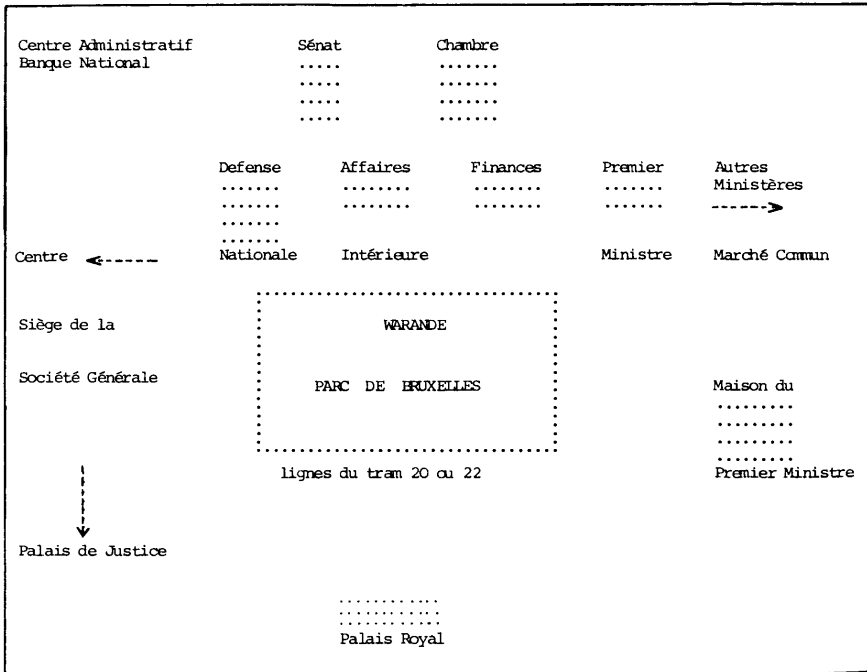 Centre Administratif Sénat Chambre
Banque National
Defense Affaires Finances Premier Autres
Ministères
Centre Nationale Intérieure Ministre Marché Commun
Siège de la WARANDE
Société Générale PARC DE BRUXELLES Maison du
lignes du tram 20 ou 22 Premier Ministre
Palais de Justice
Palais Royal